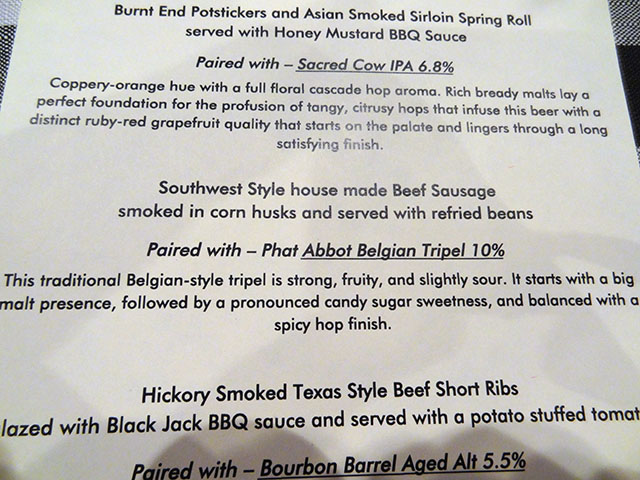 Burnt End Potstickers and Asian Smoked Sirloin Spring Roll
served with Honey Mustard BBQ Sauce
Paired with – Sacred Cow IPA 6.8%
Coppery-orange hue with a full floral cascade hop aroma. Rich bready malts lay a
perfect foundation for the profusion of tangy, citrusy hops that infuse this beer with a
distinct ruby-red grapefruit quality that starts on the palate and lingers through a long
satisfying finish.
Southwest Style house made Beef Sausage
smoked in corn husks and served with refried beans
Paired with – Phat Abbot Belgian Tripel 10%
This traditional Belgian-style tripel is strong, fruity, and slightly sour. It starts with a big
malt presence, followed by a pronounced candy sugar sweetness, and balanced with a
spicy hop finish.
Hickory Smoked Texas Style Beef Short Ribs
lazed with Black Jack BBQ sauce and served with a potato stuffed tomat
Paired with – Bourbon Barrel Aged Alt 5.5%